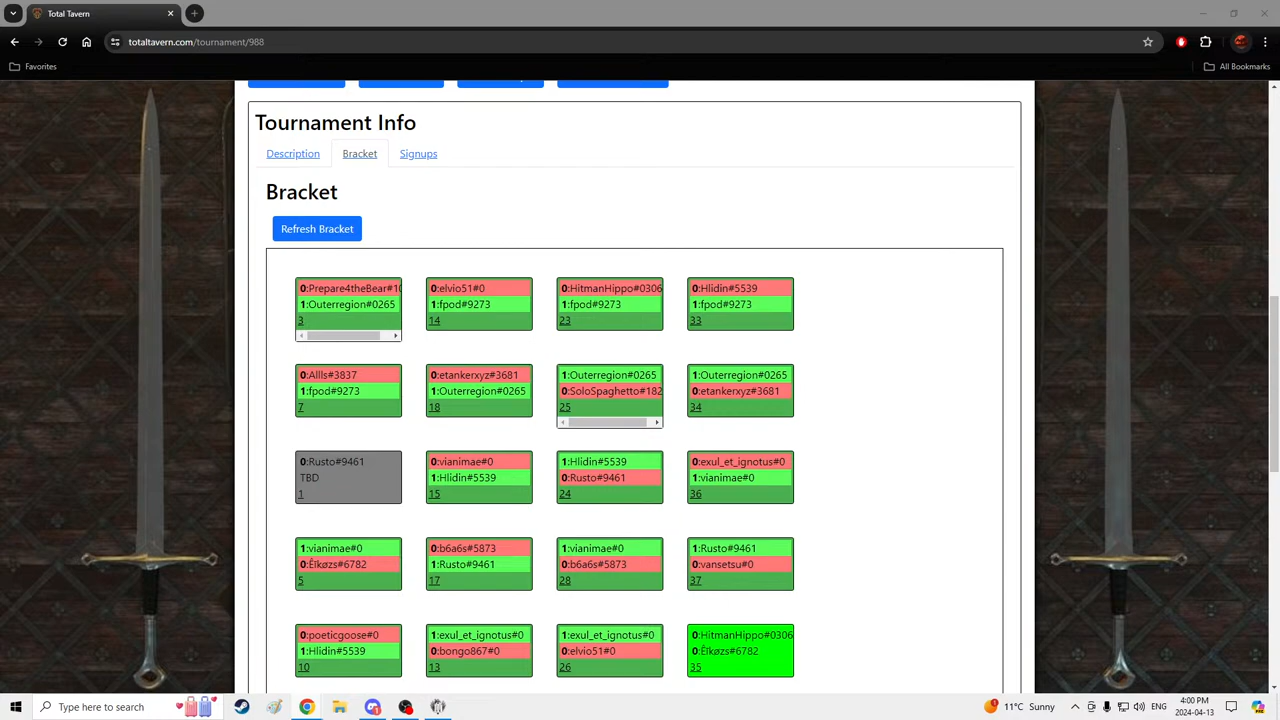 Total Tavern
totaltavern.com/tournament/988
Favorites
All Bookmarks
Tournament Info
Description Bracket Signups
Bracket
Refresh Bracket
0:Prepare4theBear#10
1:Outerregion#0265
3
0:elvio51#0
1:fpod#9273
14
0:HitmanHippo#0306
1:fpod#9273
23
0:Hlidin#5539
1:fpod#9273
33
0:Allls#3837
1:fpod#9273
7
0:etankerxyz#3681
1:Outerregion#0265
18
1:Outerregion#0265
0:SoloSpaghetto#182
25
1:Outerregion#0265
0:etankerxyz#3681
34
0:Rusto#9461
TBD
1
0:vianimae#0
1:Hlidin#5539
15
1:Hlidin#5539
0:Rusto#9461
24
0:exul_et_ignotus#0
1:vianimae#0
36
1:vianimae#0
0:Êîkøzs#6782
5
0:b6a6s#5873
1:Rusto#9461
17
1:vianimae#0
0:b6a6s#5873
28
1:Rusto#9461
0:vansetsu#0
37
0:poeticgoose#0
1:Hlidin#5539
10
1:exul_et_ignotus#0
0:bongo867#0
13
1:exul_et_ignotus#0
0:elvio51#0
26
0:HitmanHippo#0306
0:Êîkøzs#6782
35
Type here to search
11°C Sunny
4:00 PM
2024-04-13